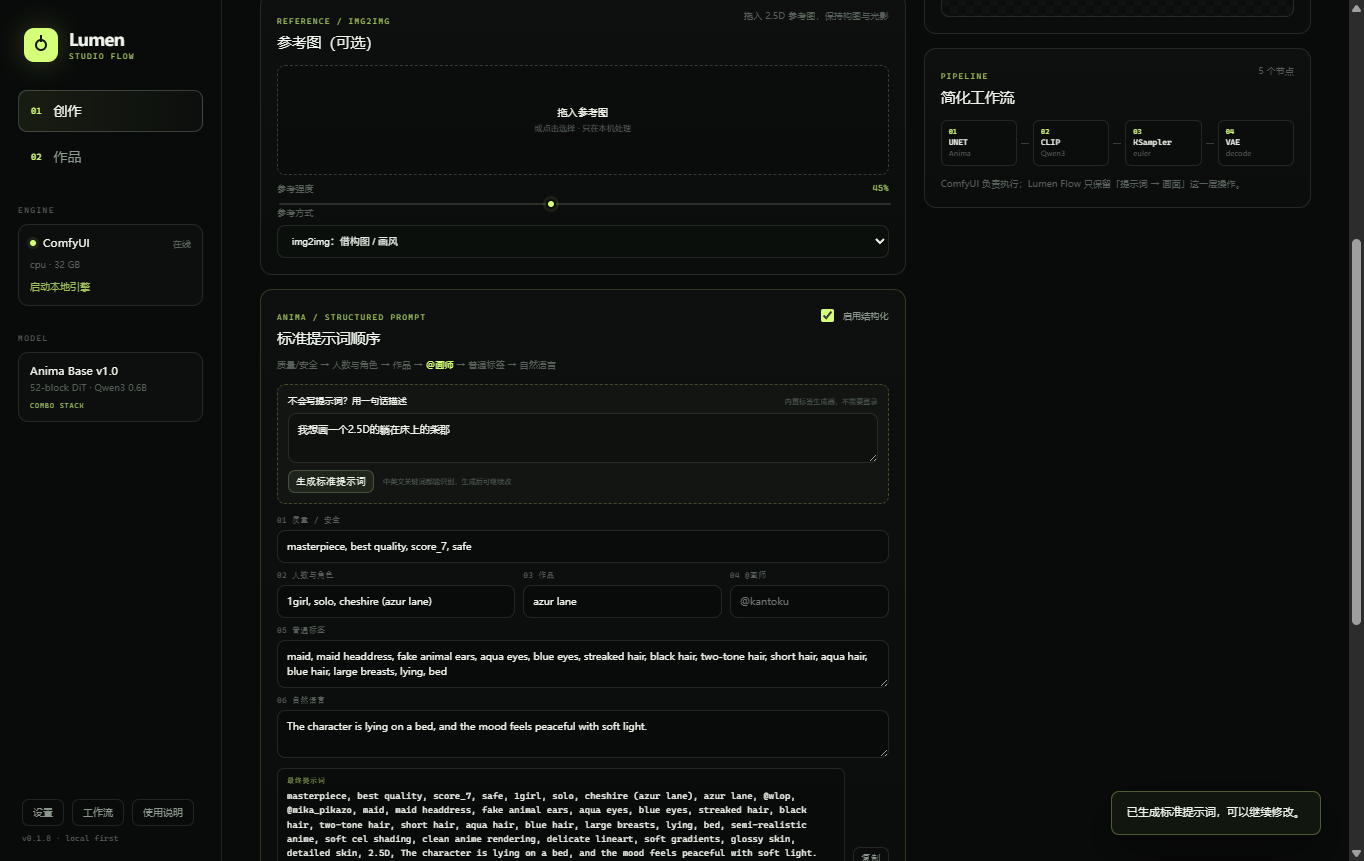 Lumen
STUDIO FLOW
01 创作
02 作品
ENGINE
ComfyUI 在线
cpu · 32 GB
启动本地引擎
MODEL
Anima Base v1.0
52-block DiT · Qwen3 0.6B
COMBO STACK
设置 工作流 使用说明
v0.1.8 · local first
REFERENCE / IMG2IMG
拖入 2.5D 参考图，保持构图与光影
参考图（可选）
拖入参考图
或点击选择 · 只在本机处理
参考强度 45%
参考方式
img2img：借构图 / 画风
ANIMA / STRUCTURED PROMPT
启用结构化
标准提示词顺序
质量/安全 → 人数与角色 → 作品 → @画师 → 普通标签 → 自然语言
不会写提示词？用一句话描述
内置标签生成器，不需要登录
我想画一个2.5D的躺在床上的柴郡
生成标准提示词 中英文关键词都能识别，生成后可继续改
01 质量 / 安全
masterpiece, best quality, score_7, safe
02 人数与角色 03 作品 04 @画师
1girl, solo, cheshire (azur lane) azur lane @kantoku
05 普通标签
maid, maid headdress, fake animal ears, aqua eyes, blue eyes, streaked hair, black hair, two-tone hair, short hair, aqua hair,
blue hair, large breasts, lying, bed
06 自然语言
The character is lying on a bed, and the mood feels peaceful with soft light.
最终提示词
masterpiece, best quality, score_7, safe, 1girl, solo, cheshire (azur lane), azur lane, @wlop,
@mika_pikazo, maid, maid headdress, fake animal ears, aqua eyes, blue eyes, streaked hair, black
hair, two-tone hair, short hair, aqua hair, blue hair, large breasts, lying, bed, semi-realistic
anime, soft cel shading, clean anime rendering, delicate lineart, soft gradients, glossy skin,
detailed skin, 2.5D, The character is lying on a bed, and the mood feels peaceful with soft light.
复制
PIPELINE
5 个节点
简化工作流
01 02 03 04
UNET CLIP KSampler VAE
Anima Qwen3 euler decode
ComfyUI 负责执行；Lumen Flow 只保留「提示词 → 画面」这一层操作。
已生成标准提示词，可以继续修改。